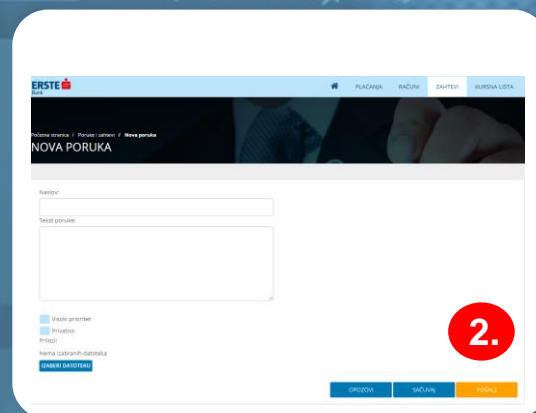 ERSTE
Bank
PLAĆANJA RAČUNI ZAHTEVI KURSNA LISTA
Početna stranica / Poruke i zahtevi / Nova poruka
NOVA PORUKA
Naslov:
Tekst poruke:
Visoki prioritet
Privatno
Prilozi:
Nema izabranih datoteka
IZABERI DATOTEKU
2.
OPOZOVI SAČUVAJ POŠALJI